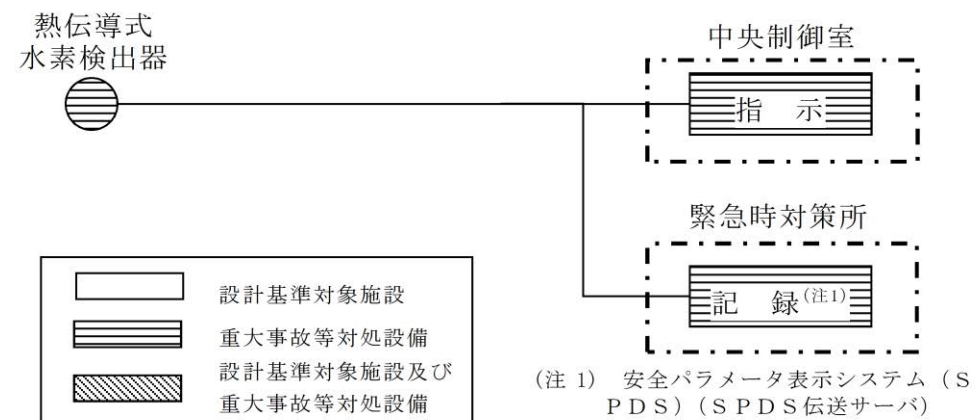 熱伝導式
水素検出器
中央制御室
指　示
緊急時対策所
記　録(注1)
設計基準対象施設
重大事故等対処設備
設計基準対象施設及び
重大事故等対処設備
(注 1)　安全パラメータ表示システム（S
ＰＤＳ）（ＳＰＤＳ伝送サーバ）